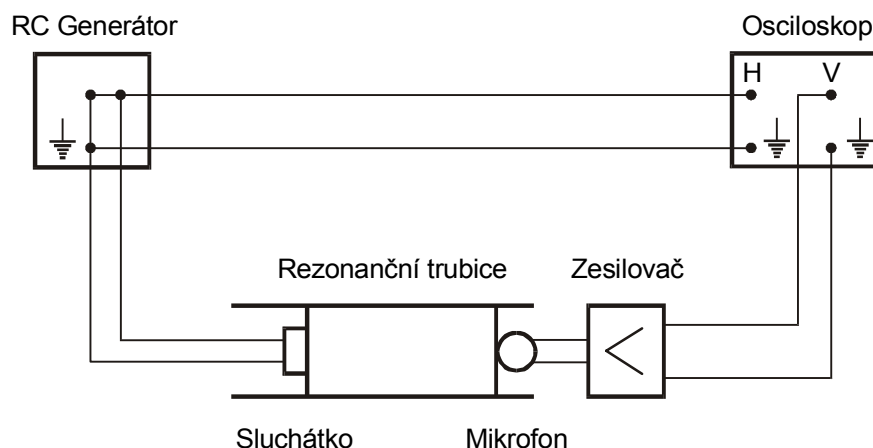 RC Generátor
Osciloskop
H V
Rezonanční trubice
Zesilovač
Sluchátko
Mikrofon